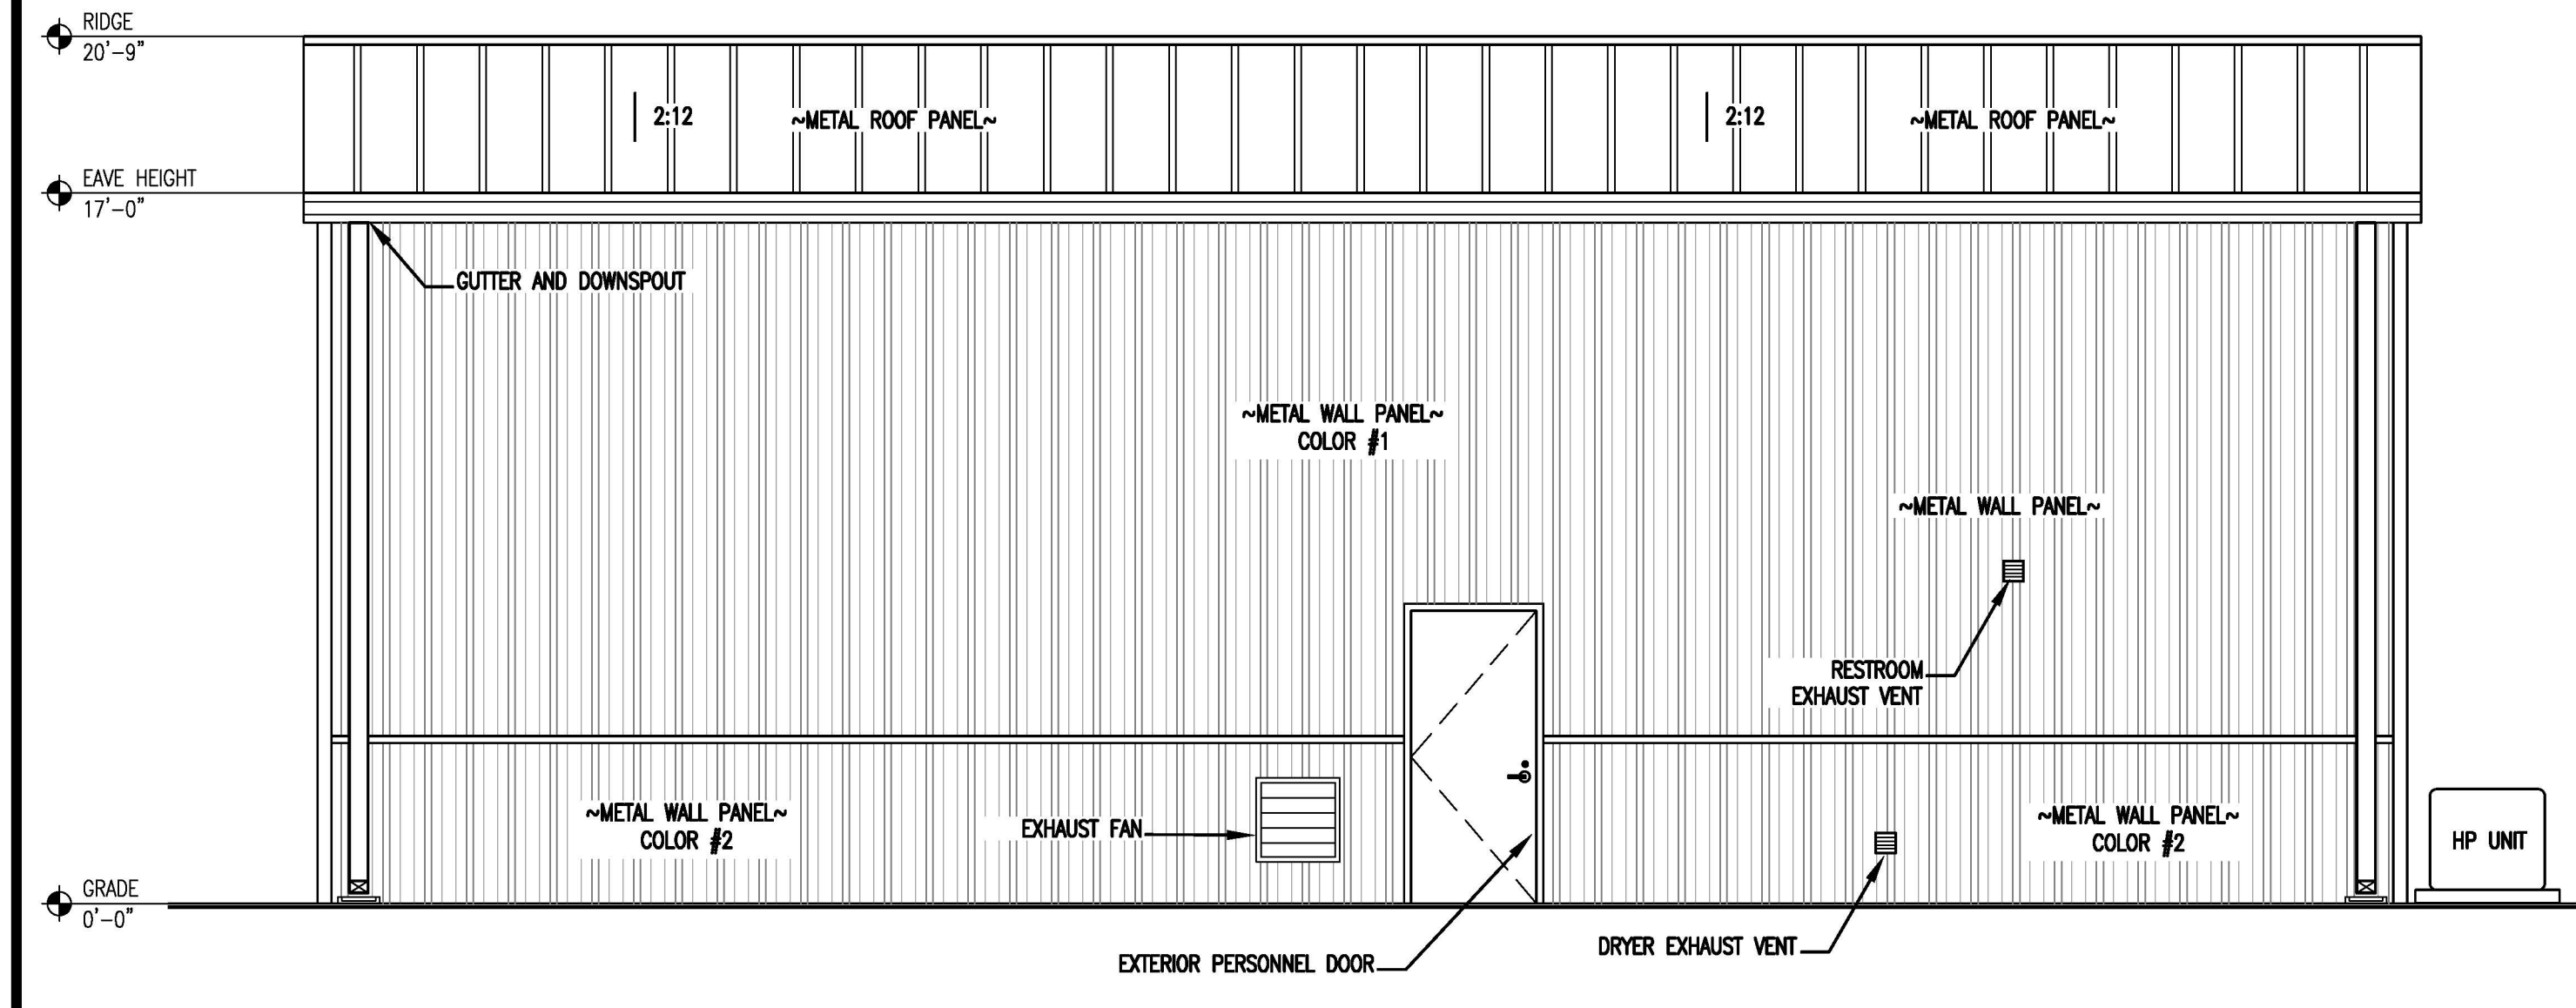 RIDGE
20'-9"
2:12
~METAL ROOF PANEL~
2:12
~METAL ROOF PANEL~
EAVE HEIGHT
17'-0"
GUTTER AND DOWNSPOUT
~METAL WALL PANEL~
COLOR #1
~METAL WALL PANEL~
RESTROOM
EXHAUST VENT
~METAL WALL PANEL~
COLOR #2
EXHAUST FAN
~METAL WALL PANEL~
COLOR #2
HP UNIT
GRADE
0'-0"
EXTERIOR PERSONNEL DOOR
DRYER EXHAUST VENT